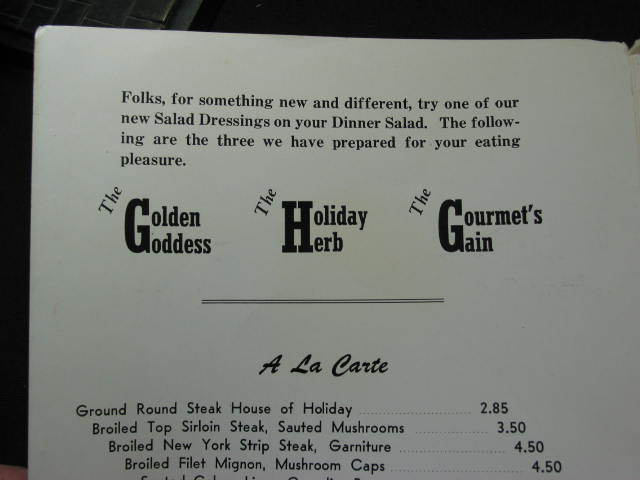 Folks, for something new and different, try one of our
new Salad Dressings on your Dinner Salad. The follow-
ing are the three we have prepared for your eating
pleasure.
The Golden Goddess
The Holiday Herb
The Gourmet's Gain
A La Carte
Ground Round Steak House of Holiday 2.85
Broiled Top Sirloin Steak, Sauted Mushrooms 3.50
Broiled New York Strip Steak, Garniture 4.50
Broiled Filet Mignon, Mushroom Caps 4.50